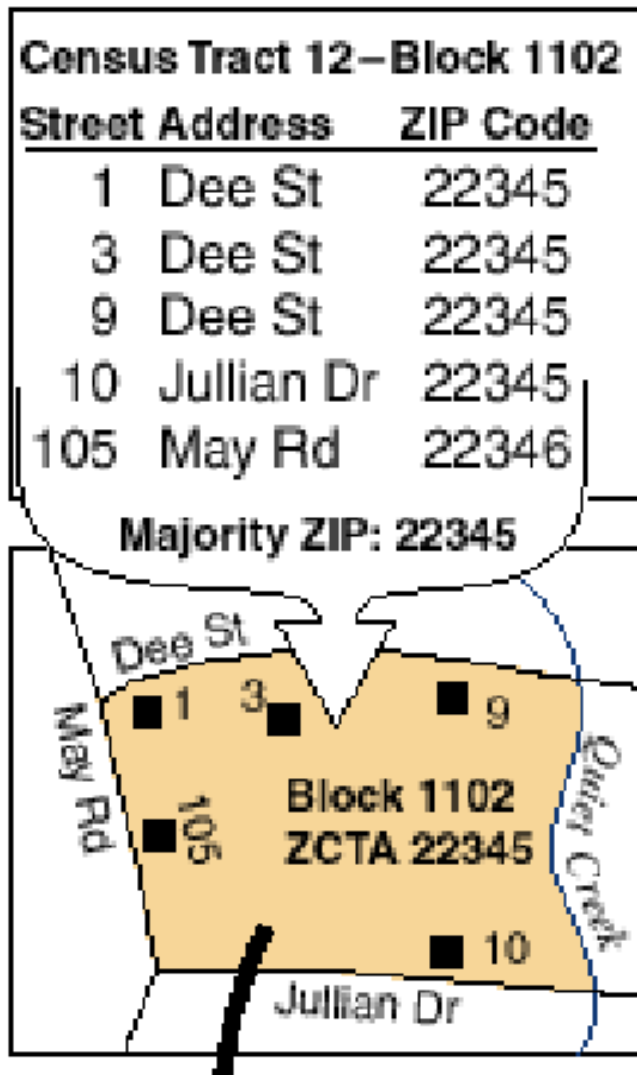 Census Tract 12–Block 1102
Street Address ZIP Code
1 Dee St 22345
3 Dee St 22345
9 Dee St 22345
10 Jullian Dr 22345
105 May Rd 22346
Majority ZIP: 22345
Dee St
1
3
9
May Rd
105
Block 1102
ZCTA 22345
Quiet Creek
10
Jullian Dr